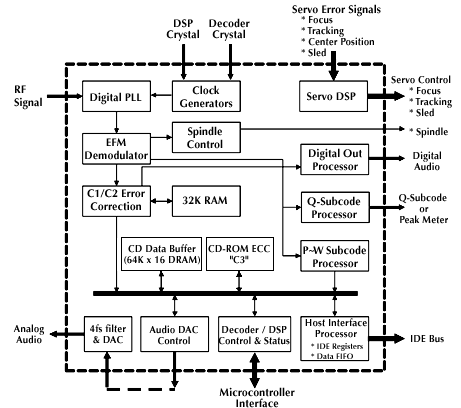 DSP
Crystal
Decoder
Crystal
Servo Error Signals
* Focus
* Tracking
* Center Position
* Sled
RF
Signal
Digital PLL
Clock
Generators
Servo DSP
Servo Control
* Focus
* Tracking
* Sled
* Spindle
EFM
Demodulator
Spindle
Control
Digital Out
Processor
Digital
Audio
C1/C2 Error
Correction
32K RAM
Q-Subcode
Processor
Q-Subcode
or
Peak Meter
CD Data Buffer
(64K x 16 DRAM)
CD-ROM ECC
"C3"
P~W Subcode
Processor
Analog
Audio
4fs filter
& DAC
Audio DAC
Control
Decoder / DSP
Control & Status
Host Interface
Processor
* IDE Registers
* Data FIFO
IDE Bus
Microcontroller
Interface